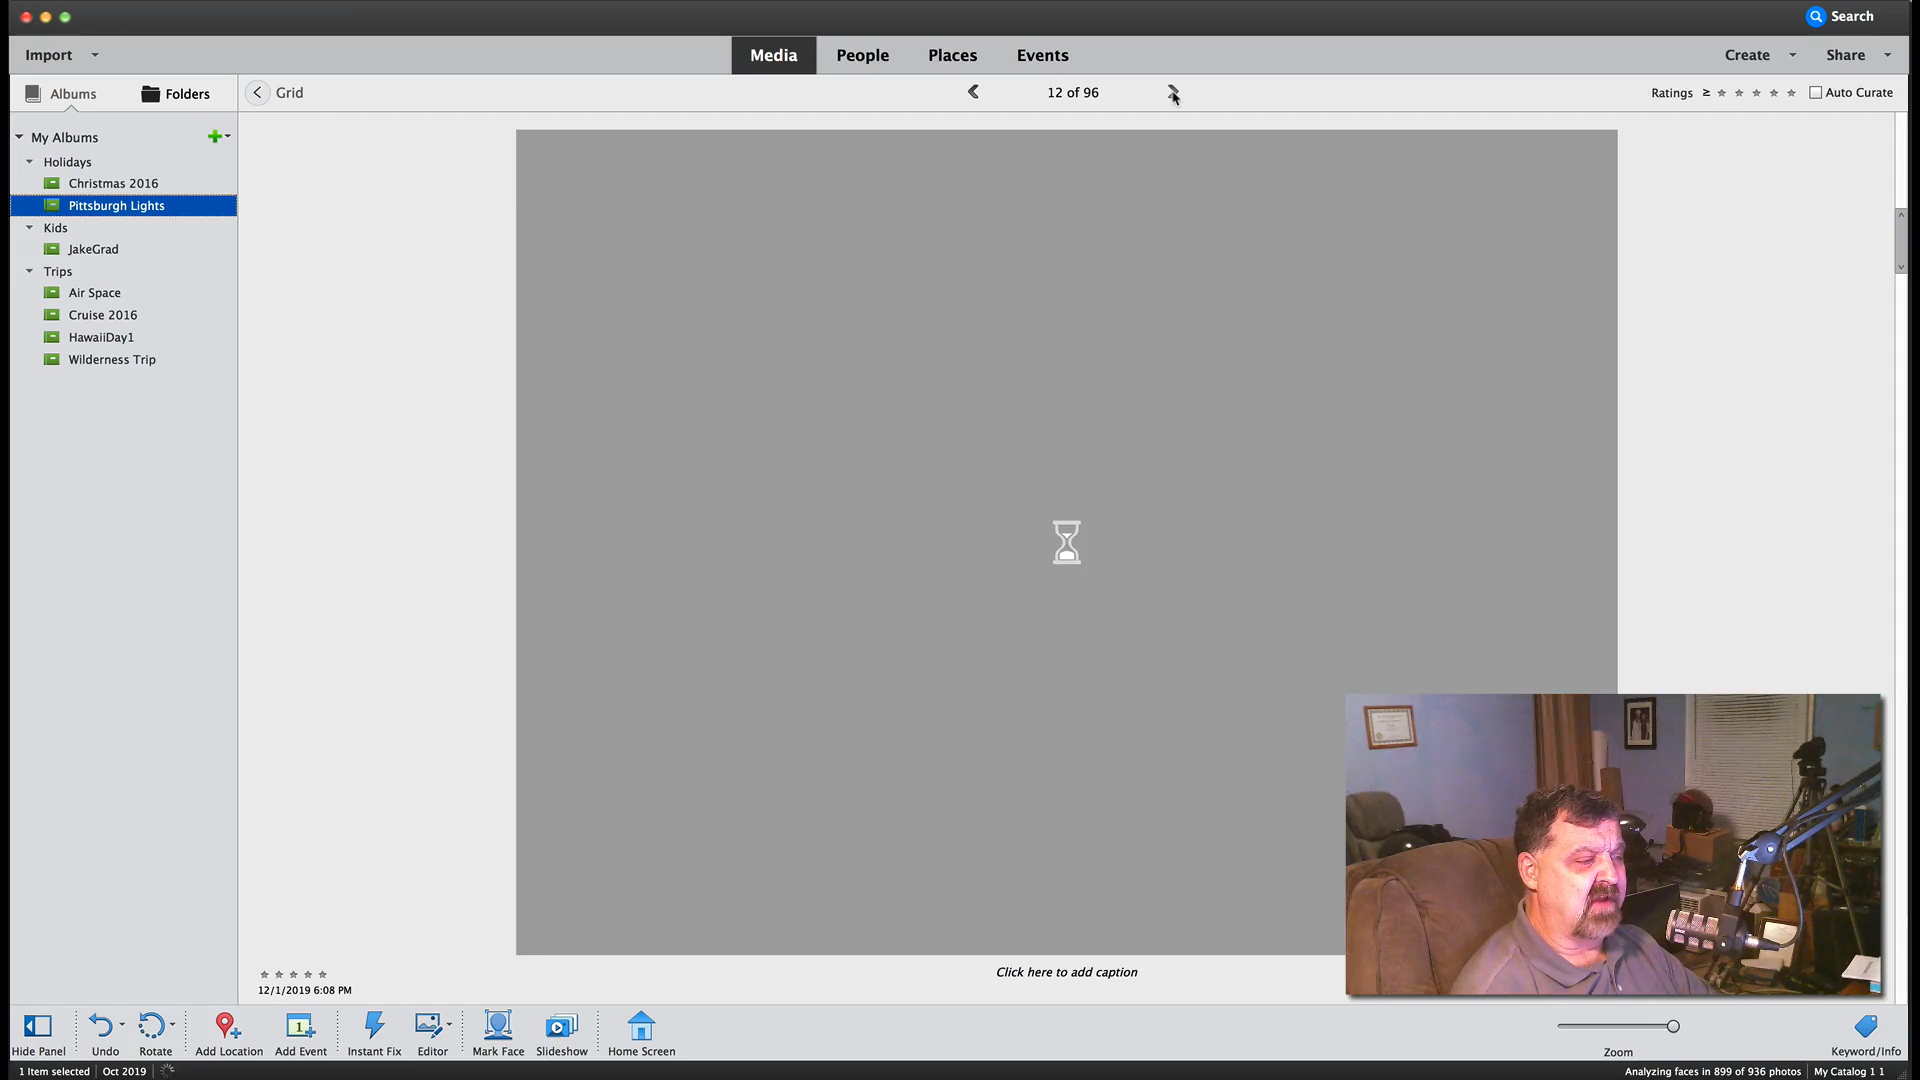 Search
Import
Media People Places Events
Create Share
Albums Folders
Grid
12 of 96
Ratings ≥
Auto Curate
My Albums
Holidays
Christmas 2016
Pittsburgh Lights
Kids
JakeGrad
Trips
Air Space
Cruise 2016
HawaiiDay1
Wilderness Trip
Click here to add caption
12/1/2019 6:08 PM
1
Hide Panel Undo Rotate Add Location Add Event Instant Fix Editor Mark Face Slideshow Home Screen Zoom Keyword/Info
1 Item selected Oct 2019 Analyzing faces in 899 of 936 photos My Catalog 1 1